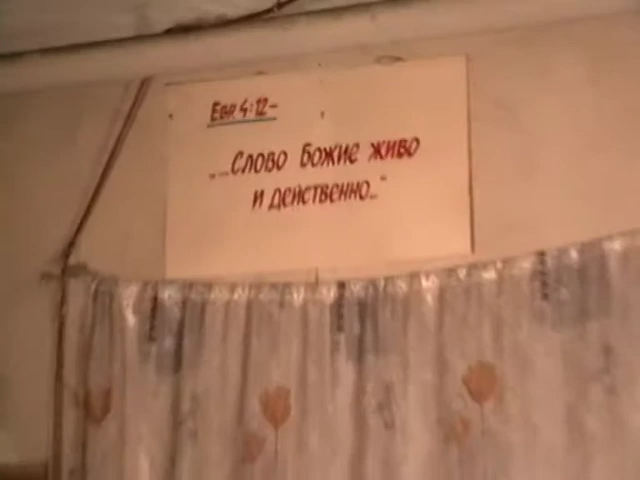 Евр. 4:12-
„...Слово Божие живо
и действенно..."